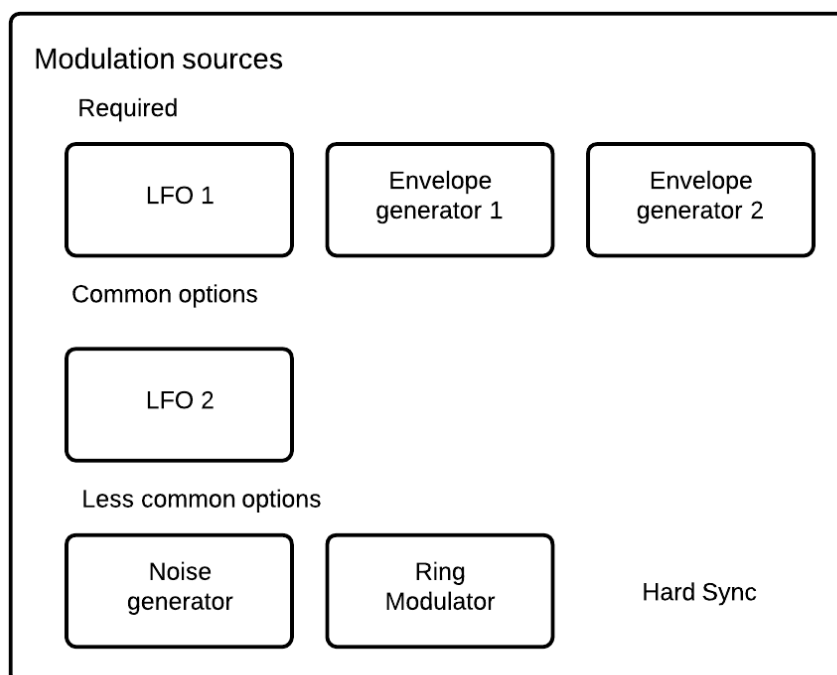 Modulation sources
Required
LFO 1
Envelope
generator 1
Envelope
generator 2
Common options
LFO 2
Less common options
Noise
generator
Ring
Modulator
Hard Sync